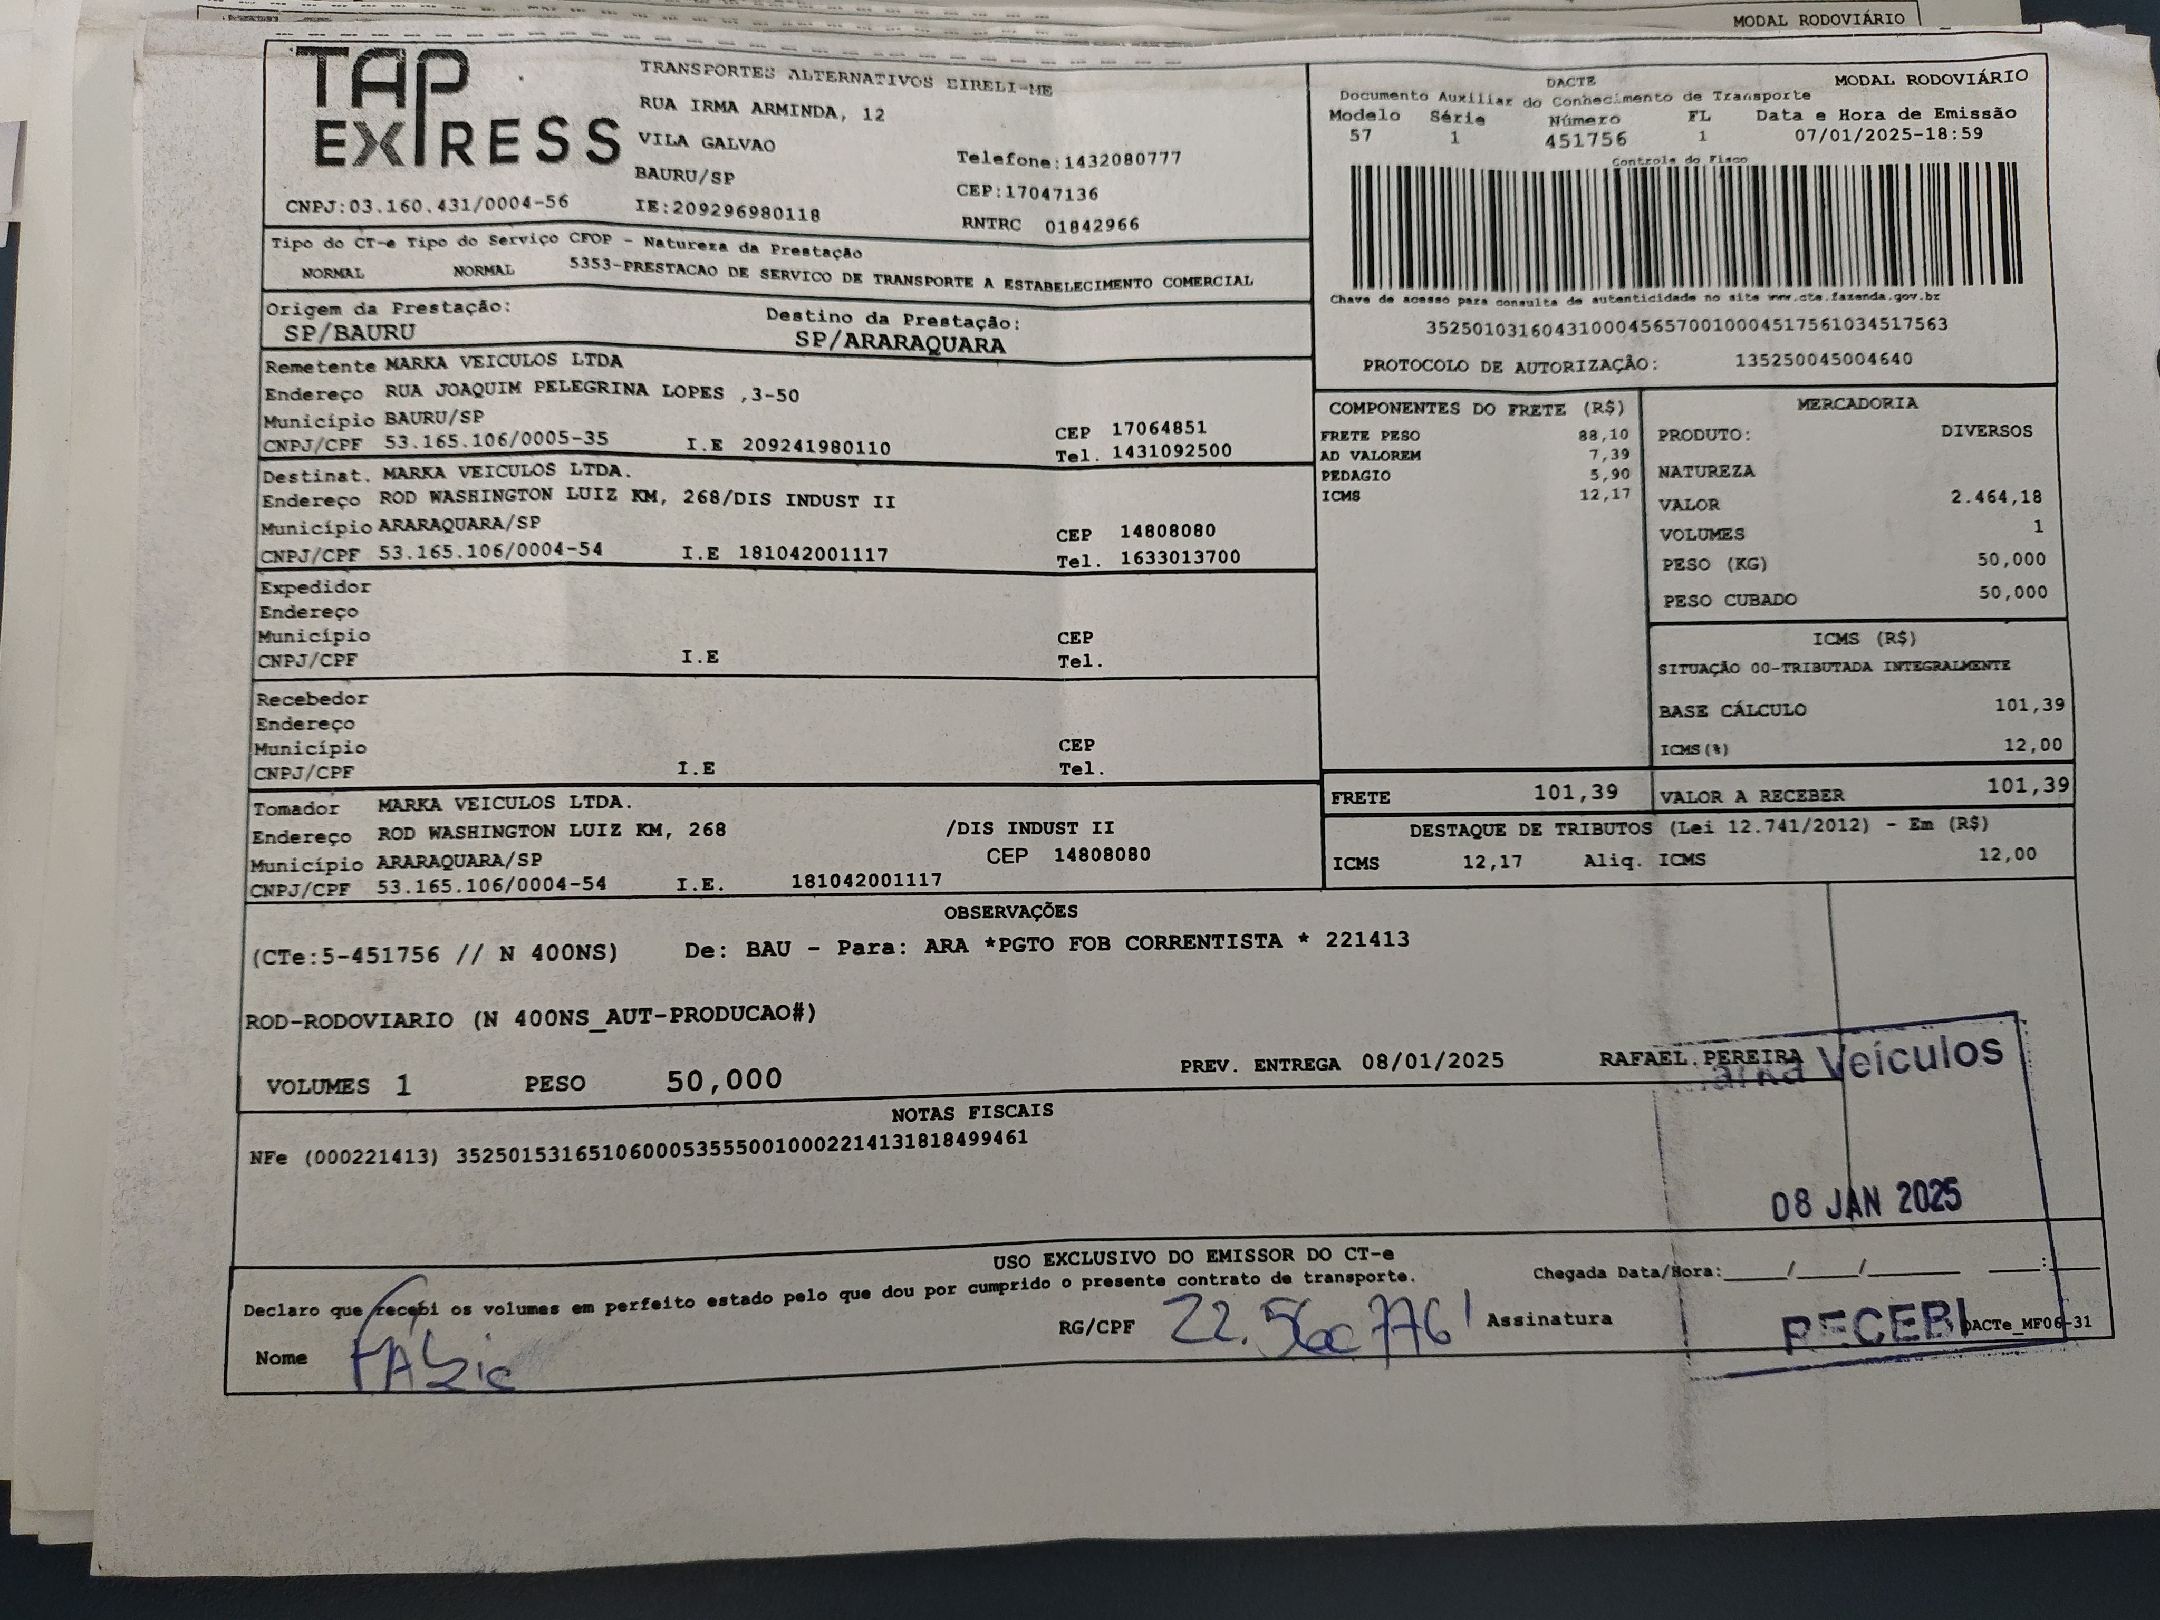 MODAL RODOVIÁRIO
TAP EXPRESS
CNPJ:03.160.431/0004-56
TRANSPORTES ALTERNATIVOS EIRELI-ME
RUA IRMA ARMINDA, 12
VILA GALVAO
BAURU/SP
IE:209296980118
Telefone:1432080777
CEP:17047136
RNTRC 01842966
DACTE MODAL RODOVIÁRIO
Documento Auxiliar do Conhecimento de Transporte
Modelo Série Número FL Data e Hora de Emissão
57 1 451756 1 07/01/2025-18:59
Controle do Fisco
Chave de acesso para consulta de autenticidade no site www.cte.fazenda.gov.br
35250103160431000456570010004517561034517563
PROTOCOLO DE AUTORIZAÇÃO: 135250045004640
Tipo do CT-e Tipo do Serviço CFOP - Natureza da Prestação
NORMAL NORMAL 5353-PRESTACAO DE SERVICO DE TRANSPORTE A ESTABELECIMENTO COMERCIAL
Origem da Prestação: Destino da Prestação:
SP/BAURU SP/ARARAQUARA
Remetente MARKA VEICULOS LTDA
Endereço RUA JOAQUIM PELEGRINA LOPES ,3-50
Município BAURU/SP CEP 17064851
CNPJ/CPF 53.165.106/0005-35 I.E 209241980110 Tel. 1431092500
Destinat. MARKA VEICULOS LTDA.
Endereço ROD WASHINGTON LUIZ KM, 268/DIS INDUST II
Município ARARAQUARA/SP CEP 14808080
CNPJ/CPF 53.165.106/0004-54 I.E 181042001117 Tel. 1633013700
Expedidor
Endereço
Município CEP
CNPJ/CPF I.E Tel.
Recebedor
Endereço
Município CEP
CNPJ/CPF I.E Tel.
Tomador MARKA VEICULOS LTDA.
Endereço ROD WASHINGTON LUIZ KM, 268 /DIS INDUST II
Município ARARAQUARA/SP CEP 14808080
CNPJ/CPF 53.165.106/0004-54 I.E. 181042001117
COMPONENTES DO FRETE (R$)
FRETE PESO 88,10
AD VALOREM 7,39
PEDAGIO 5,90
ICMS 12,17
MERCADORIA
PRODUTO: DIVERSOS
NATUREZA
VALOR 2.464,18
VOLUMES 1
PESO (KG) 50,000
PESO CUBADO 50,000
ICMS (R$)
SITUAÇÃO 00-TRIBUTADA INTEGRALMENTE
BASE CÁLCULO 101,39
ICMS(%) 12,00
FRETE 101,39 VALOR A RECEBER 101,39
DESTAQUE DE TRIBUTOS (Lei 12.741/2012) - Em (R$)
ICMS 12,17 Aliq. ICMS 12,00
OBSERVAÇÕES
(CTe:5-451756 // N 400NS) De: BAU - Para: ARA *PGTO FOB CORRENTISTA * 221413
ROD-RODOVIARIO (N 400NS_AUT-PRODUCAO#)
VOLUMES 1 PESO 50,000 PREV. ENTREGA 08/01/2025 RAFAEL PEREIRA
Veículos
NOTAS FISCAIS
NFe (000221413) 35250153165106000535550010002214131818499461
08 JAN 2025
USO EXCLUSIVO DO EMISSOR DO CT-e
Declaro que recebi os volumes em perfeito estado pelo que dou por cumprido o presente contrato de transporte.
Chegada Data/Hora:____/____/______ ___:___
Nome RG/CPF Assinatura
RECEBI
DACTe_MF06-31